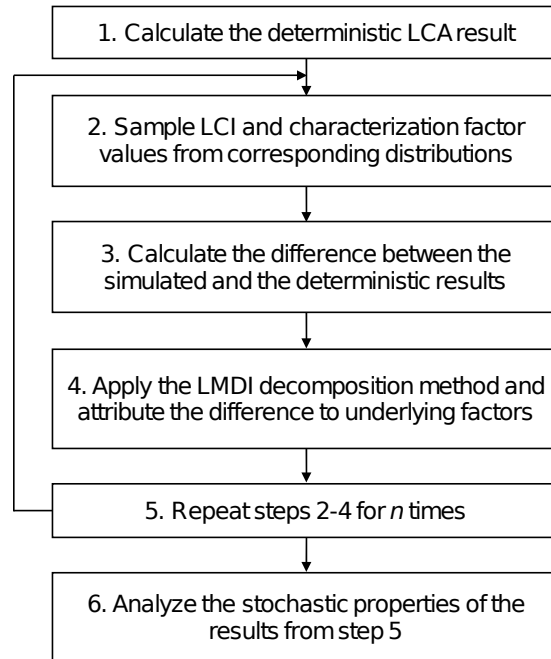 1. Calculate the deterministic LCA result
2. Sample LCI and characterization factor
values from corresponding distributions
3. Calculate the difference between the
simulated and the deterministic results
4. Apply the LMDI decomposition method and
attribute the difference to underlying factors
5. Repeat steps 2-4 for n times
6. Analyze the stochastic properties of the
results from step 5